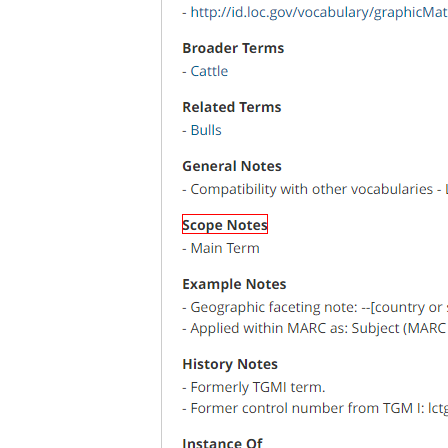 - http://id.loc.gov/vocabulary/graphicMat
Broader Terms
- Cattle
Related Terms
- Bulls
General Notes
- Compatibility with other vocabularies -
Scope Notes
- Main Term
Example Notes
- Geographic faceting note: --[country or
- Applied within MARC as: Subject (MARC
History Notes
- Formerly TGMI term.
- Former control number from TGM I: lctg
Instance Of